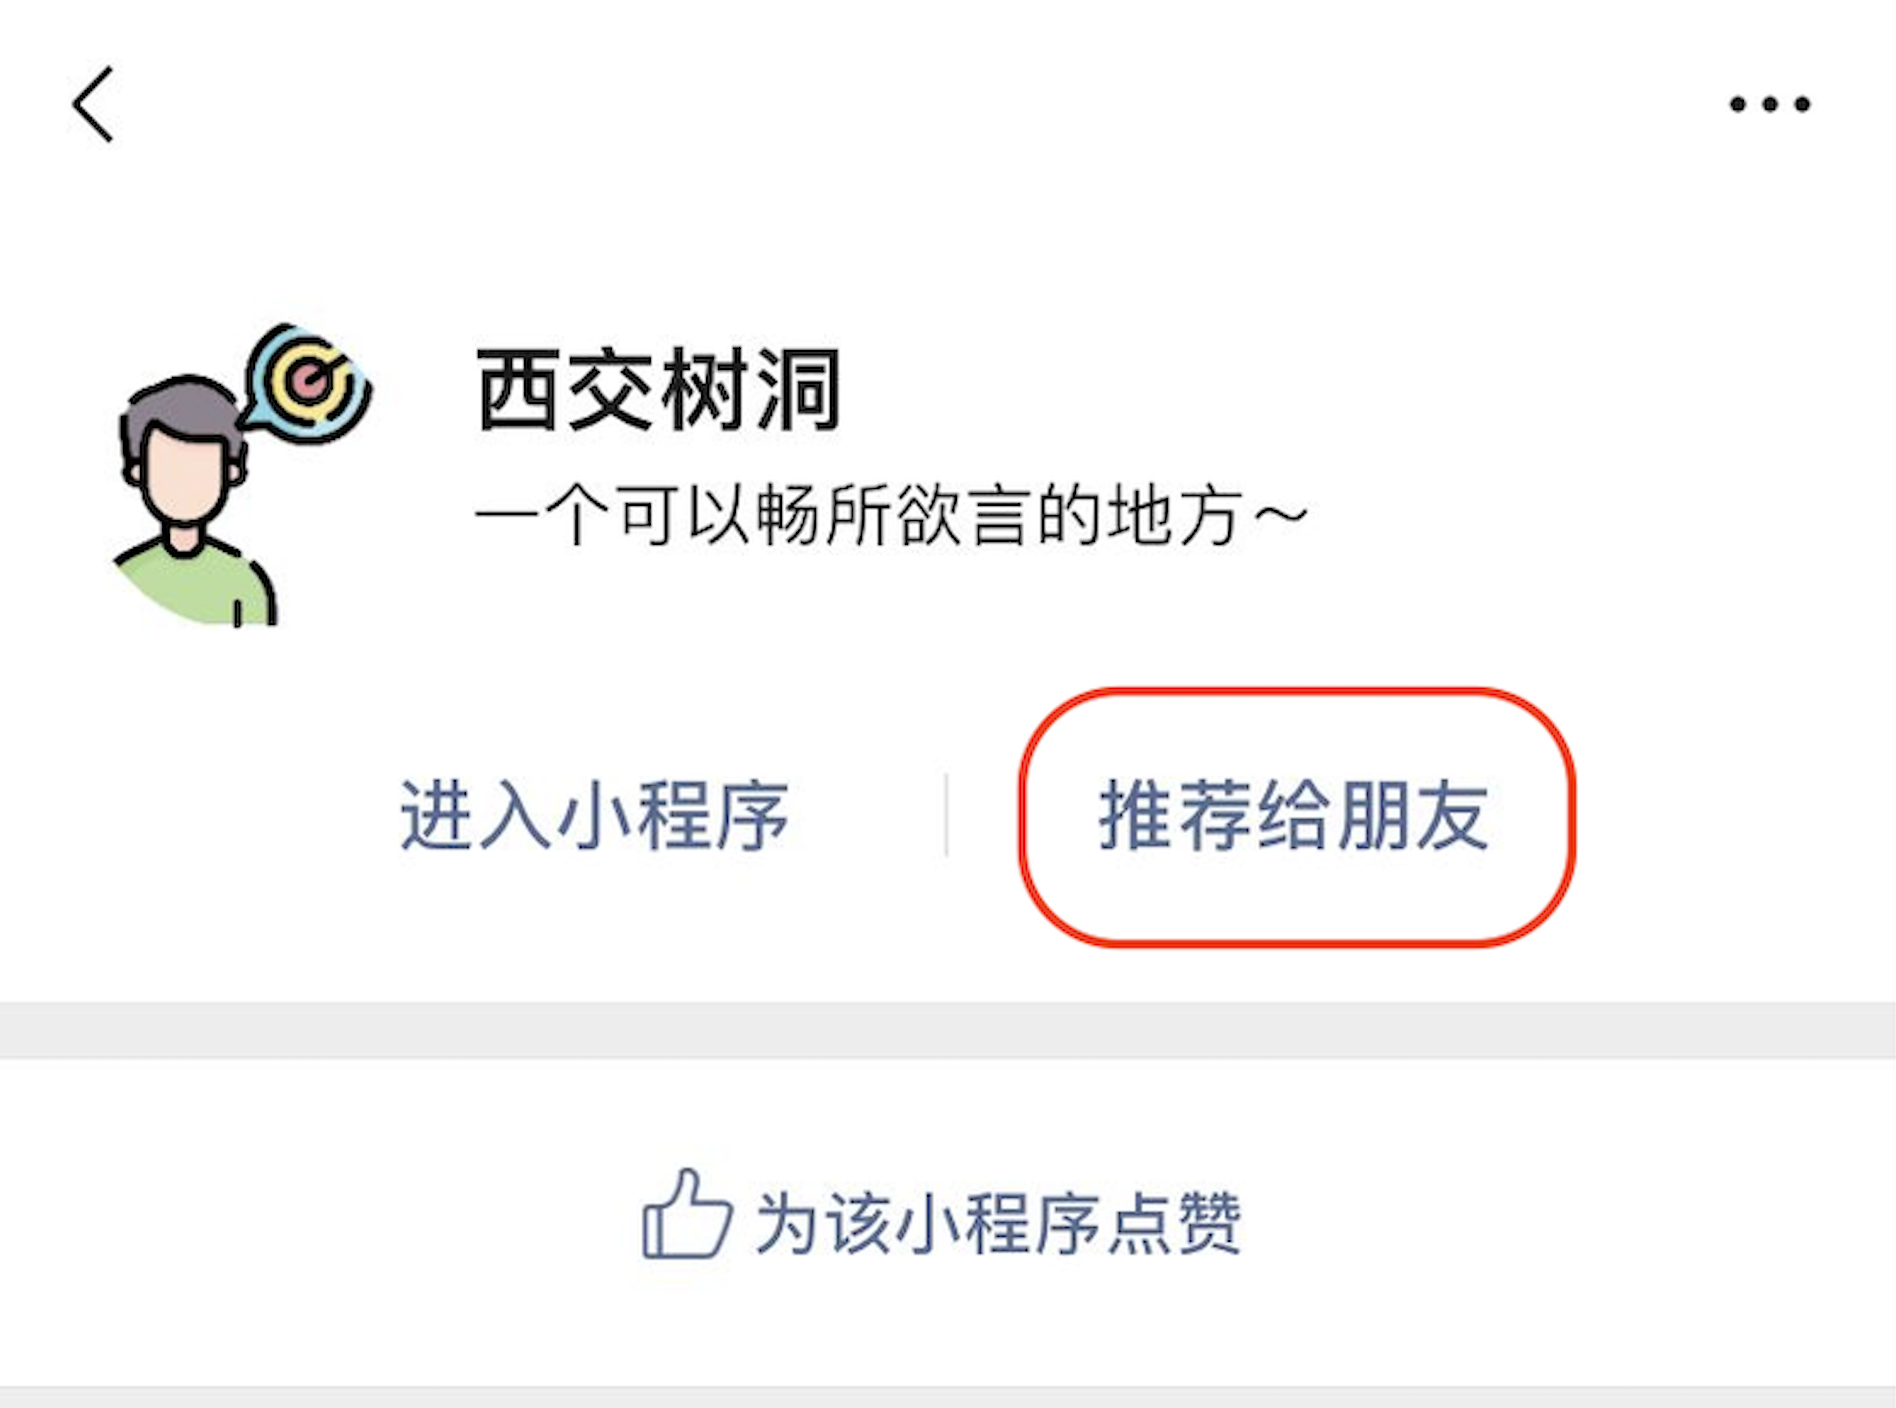 西交树洞
一个可以畅所欲言的地方～
进入小程序
推荐给朋友
为该小程序点赞